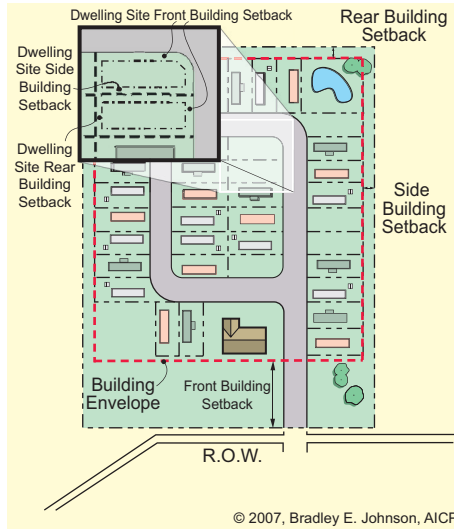 Dwelling Site Front Building Setback
Rear Building
Setback
Dwelling
Site Side
Building
Setback
Dwelling
Site Rear
Building
Setback
Side
Building
Setback
Building
Envelope
Front Building
Setback
R.O.W.
© 2007, Bradley E. Johnson, AICP